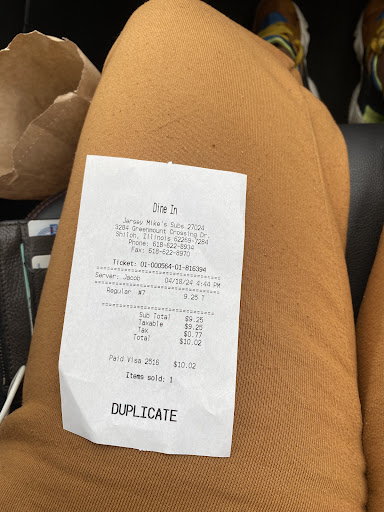 Dine In
Jersey Mike's Subs 27024
3284 Greenmount Crossing Dr.
Shiloh, Illinois 62269-7284
Phone: 618-622-8934
Fax: 618-622-8970
Ticket: 01-000564-01-816394
Server: Jacob 04/18/24 4:44 PM
Regular #7 9.25 T
Sub Total $9.25
Taxable $9.25
Tax $0.77
Total $10.02
Paid Visa 2516 $10.02
Items sold: 1
DUPLICATE